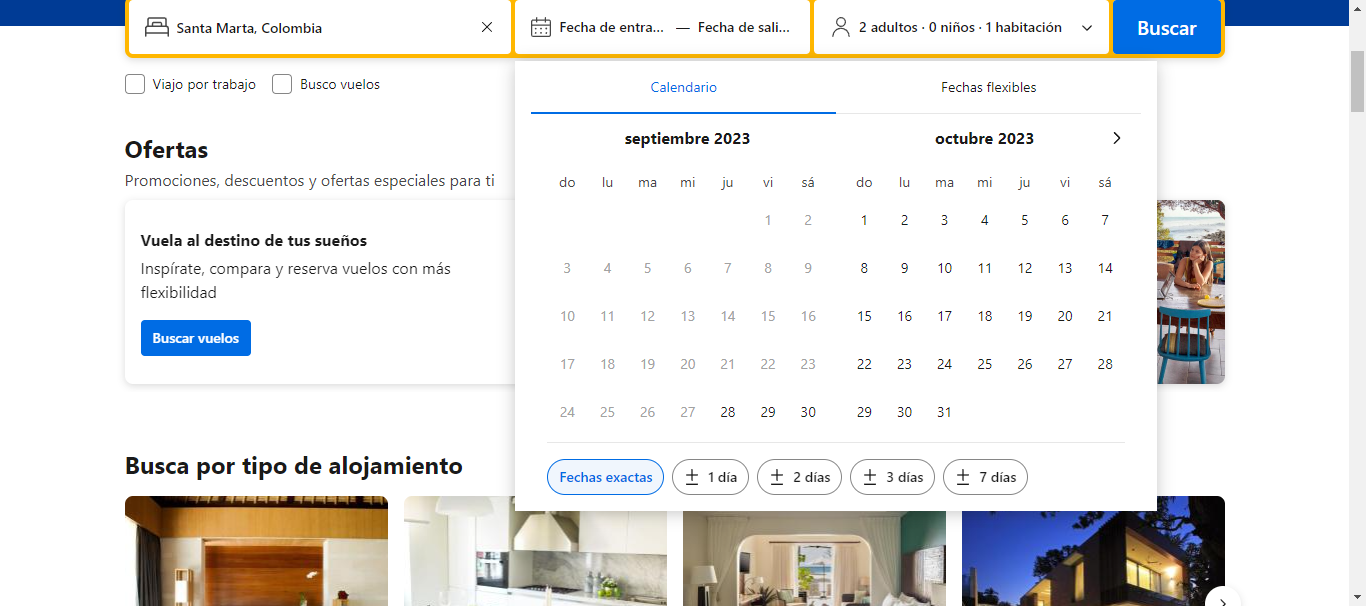 Santa Marta, Colombia
Fecha de entra... — Fecha de sali...
2 adultos · 0 niños · 1 habitación
Buscar
Viajo por trabajo
Busco vuelos
Calendario
Fechas flexibles
septiembre 2023
do lu ma mi ju vi sá
1 2
3 4 5 6 7 8 9
10 11 12 13 14 15 16
17 18 19 20 21 22 23
24 25 26 27 28 29 30
octubre 2023
do lu ma mi ju vi sá
1 2 3 4 5 6 7
8 9 10 11 12 13 14
15 16 17 18 19 20 21
22 23 24 25 26 27 28
29 30 31
Fechas exactas
± 1 día
± 2 días
± 3 días
± 7 días
Ofertas
Promociones, descuentos y ofertas especiales para ti
Vuela al destino de tus sueños
Inspírate, compara y reserva vuelos con más
flexibilidad
Buscar vuelos
Busca por tipo de alojamiento